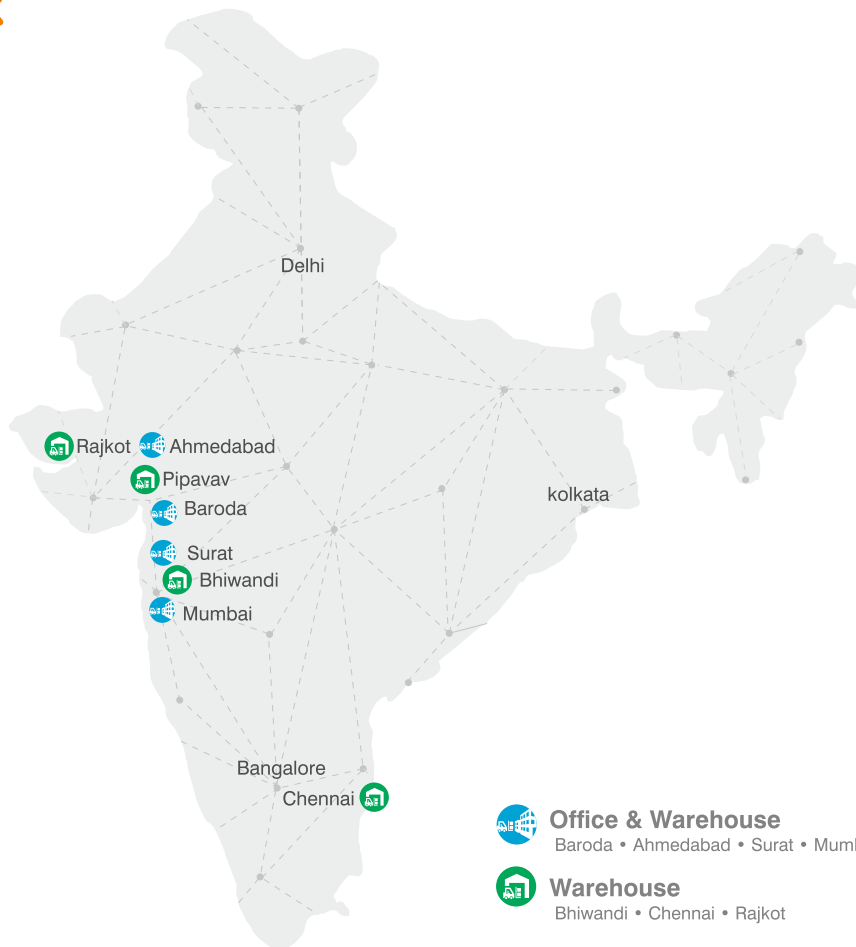 Delhi
Rajkot
Ahmedabad
Pipavav
Baroda
kolkata
Surat
Bhiwandi
Mumbai
Bangalore
Chennai
Office & Warehouse
Baroda • Ahmedabad • Surat •
Warehouse
Bhiwandi • Chennai • Rajkot